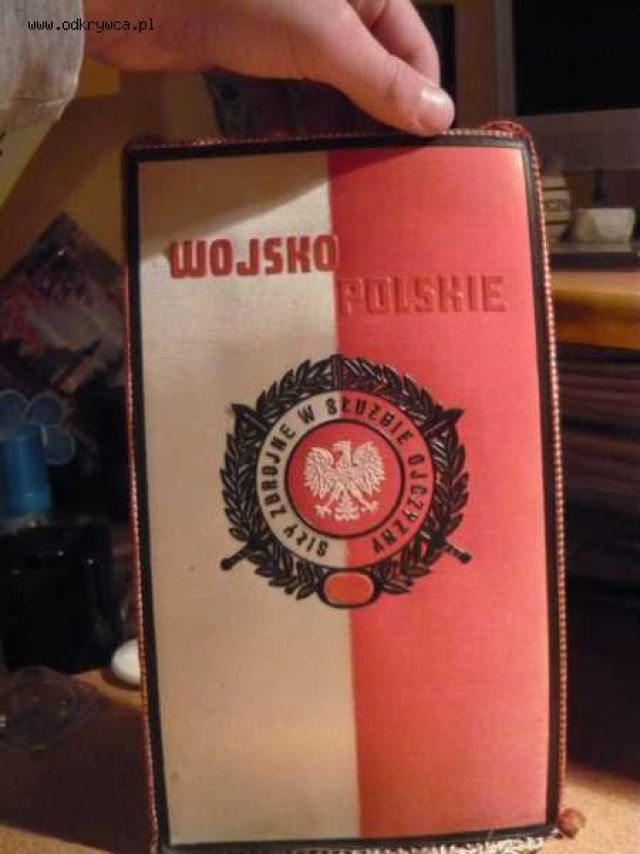 www.odkrywca.pl
WOJSKO
POLSKIE
SIŁY ZBROJNE W SŁUŻBIE OJCZYZNY